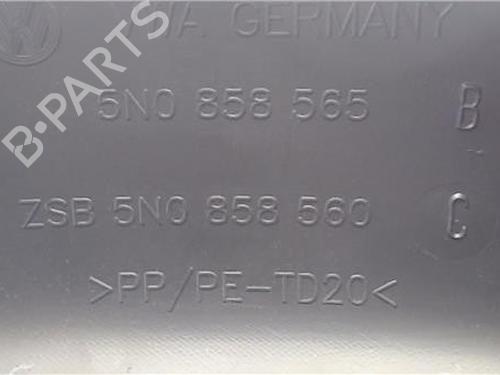 GERMANY
5N0 858 565 B
ZSB 5N0 858 560 C
>PP/PE-TD20<
B-PARTS